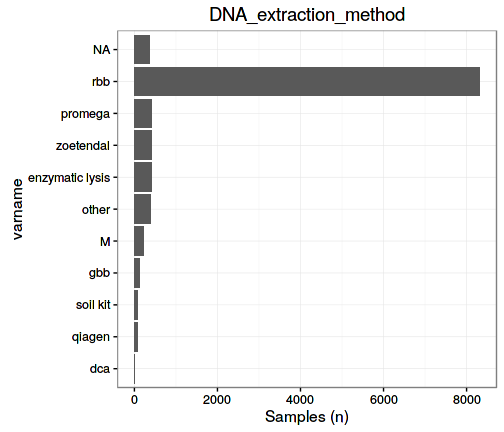 DNA_extraction_method
varname
NA
rbb
promega
zoetendal
enzymatic lysis
other
M
gbb
soil kit
qiagen
dca
0 2000 4000 6000 8000
Samples (n)